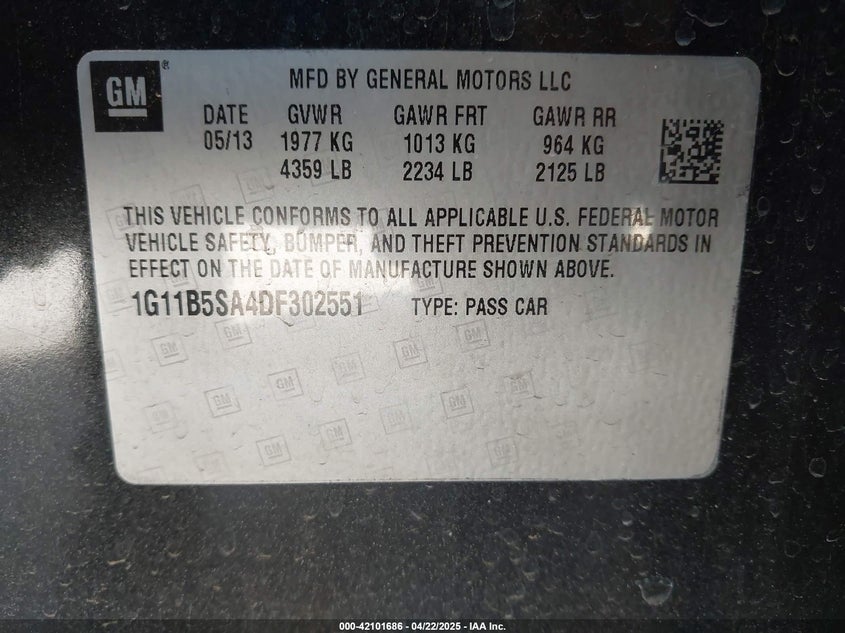 GM
MFD BY GENERAL MOTORS LLC
DATE GVWR GAWR FRT GAWR RR
05/13 1977 KG 1013 KG 964 KG
4359 LB 2234 LB 2125 LB
THIS VEHICLE CONFORMS TO ALL APPLICABLE U.S. FEDERAL MOTOR
VEHICLE SAFETY, BUMPER, AND THEFT PREVENTION STANDARDS IN
EFFECT ON THE DATE OF MANUFACTURE SHOWN ABOVE.
1G11B5SA4DF302551 TYPE: PASS CAR
000-42101686 - 04/22/2025 - IAA Inc.